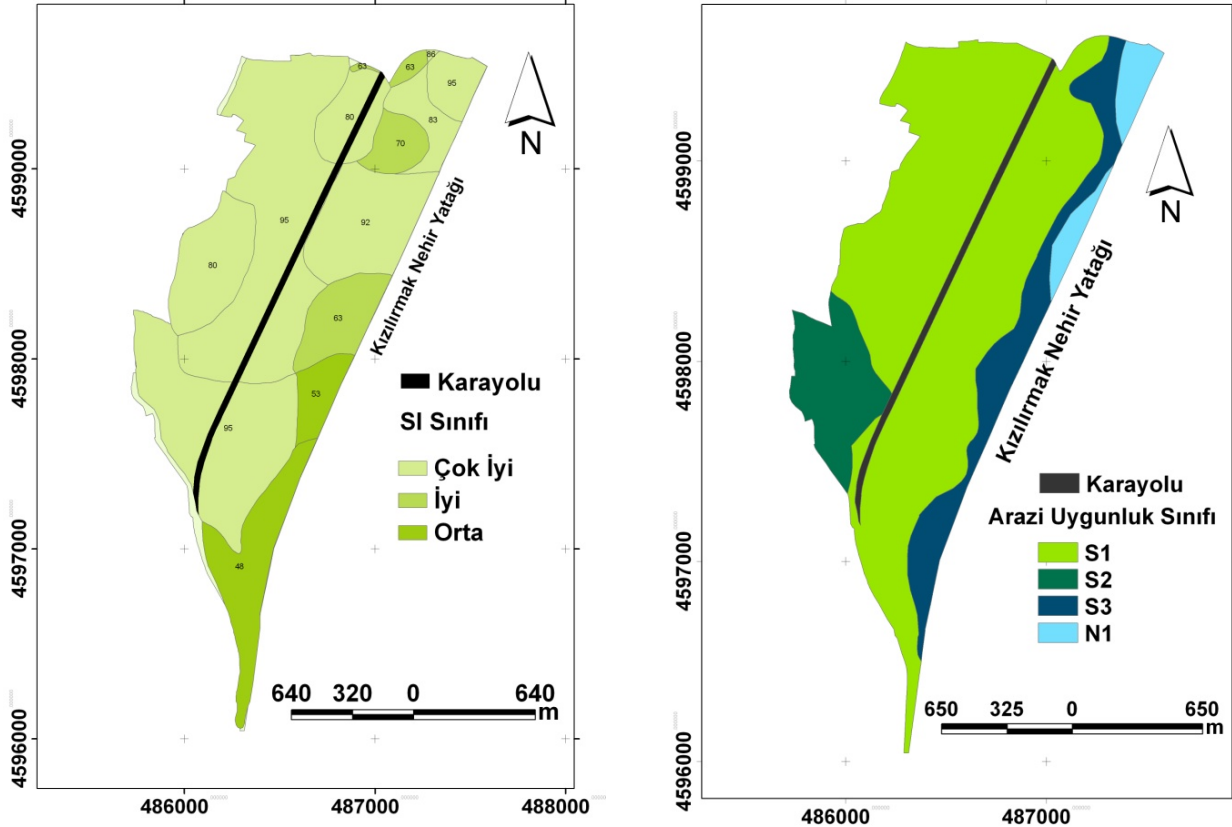 4599000
4598000
4597000
4596000
486000
487000
488000
63
63
86
95
80
83
70
95
92
80
63
53
95
48
N
Kızılırmak Nehir Yatağı
Karayolu
SI Sınıfı
Çok İyi
İyi
Orta
640 320 0 640
m
4599000
4598000
4597000
4596000
486000
487000
N
Kızılırmak Nehir Yatağı
Karayolu
Arazi Uygunluk Sınıfı
S1
S2
S3
N1
650 325 0 650
m